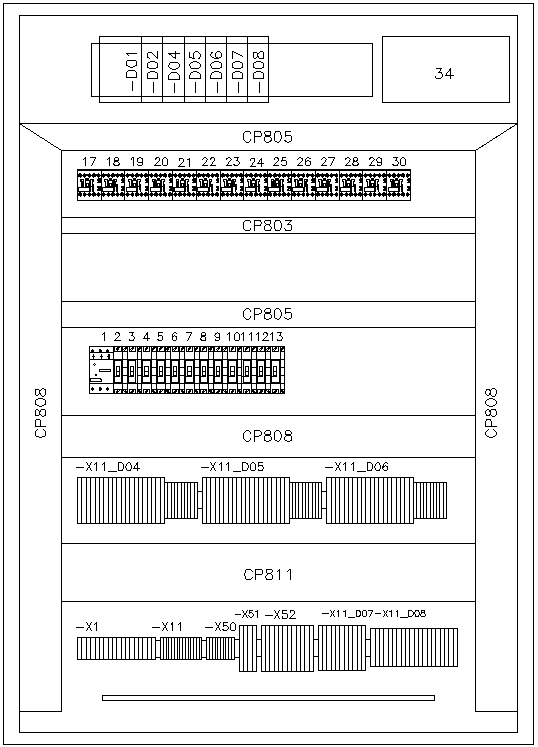 -D01 -D02 -D04 -D05 -D06 -D07 -D08
34
CP805
17 18 19 20 21 22 23 24 25 26 27 28 29 30
CP803
CP805
1 2 3 4 5 6 7 8 9 10 11 12 13
CP808
CP808
CP808
-X11_D04 -X11_D05 -X11_D06
CP811
-X1 -X11 -X50 -X51 -X52 -X11_D07 -X11_D08